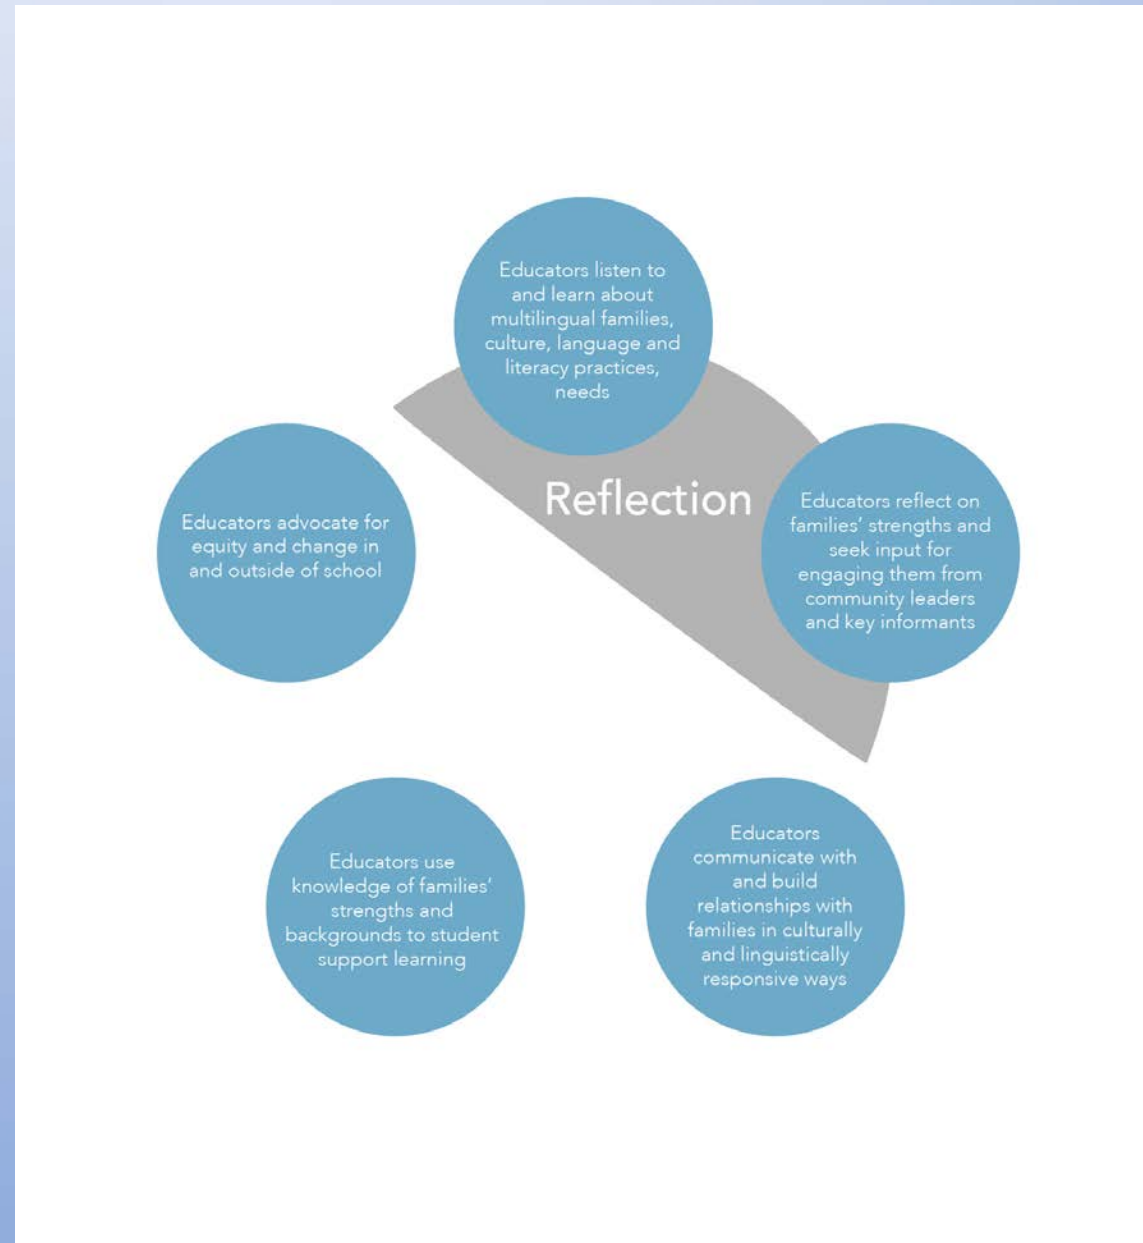 Educators listen to
and learn about
multilingual families,
culture, language and
literacy practices,
needs
Reflection
Educators reflect on
families’ strengths and
seek input for
engaging them from
community leaders
and key informants
Educators
communicate with
and build
relationships with
families in culturally
and linguistically
responsive ways
Educators use
knowledge of families’
strengths and
backgrounds to student
support learning
Educators advocate for
equity and change in
and outside of school